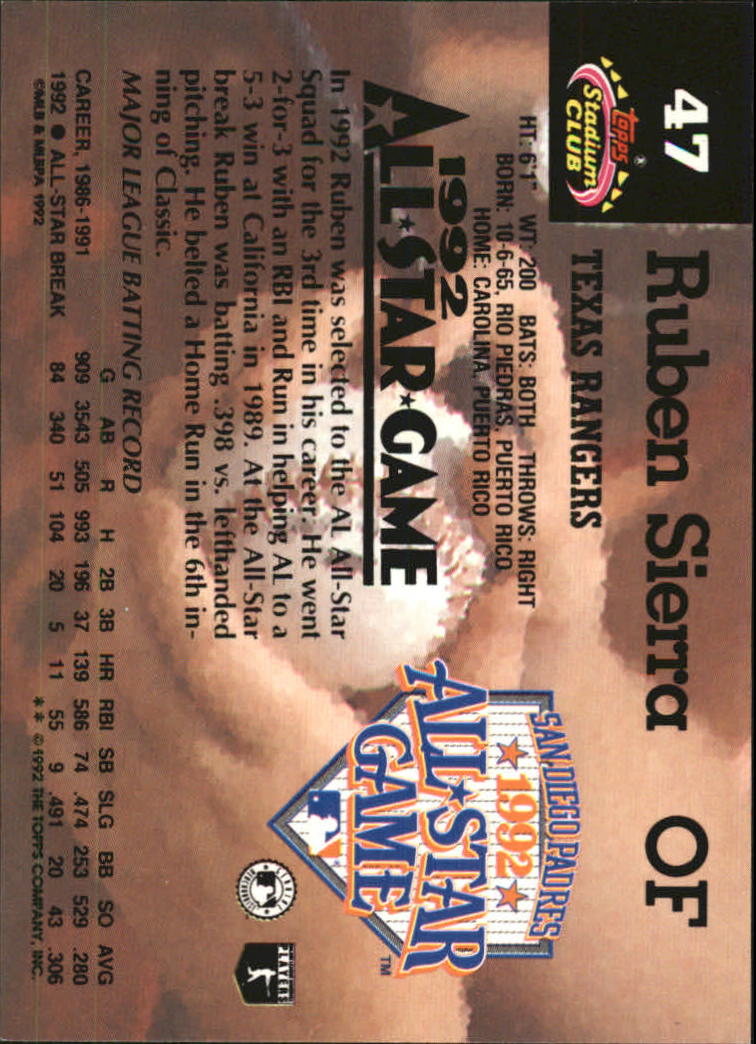 47
Ruben Sierra OF
topps®
Stadium
CLUB
TEXAS RANGERS
HT: 6'1" WT: 200 BATS: BOTH THROWS: RIGHT
BORN: 10-6-65, RIO PIEDRAS, PUERTO RICO
HOME: CAROLINA, PUERTO RICO
1992
ALL★STAR★GAME
In 1992 Ruben was selected to the AL All-Star
Squad for the 3rd time in his career. He went
2-for-3 with an RBI and Run in helping AL to a
5-3 win at California in 1989. At the All-Star
break Ruben was batting .398 vs. lefthanded
pitching. He belted a Home Run in the 6th in-
ning of Classic.
SAN DIEGO PADRES
★1992★
ALL★STAR
GAME
TM
PLAYERS
MAJOR LEAGUE BATTING RECORD
G AB R H 2B 3B HR RBI SB SLG BB SO AVG
CAREER, 1986-1991 909 3543 505 993 196 37 139 586 74 .474 253 529 .280
1992 ● ALL-STAR BREAK 84 340 51 104 20 5 11 55 9 .491 20 43 .306
©MLB & MLBPA 1992 ** ©1992 THE TOPPS COMPANY, INC.